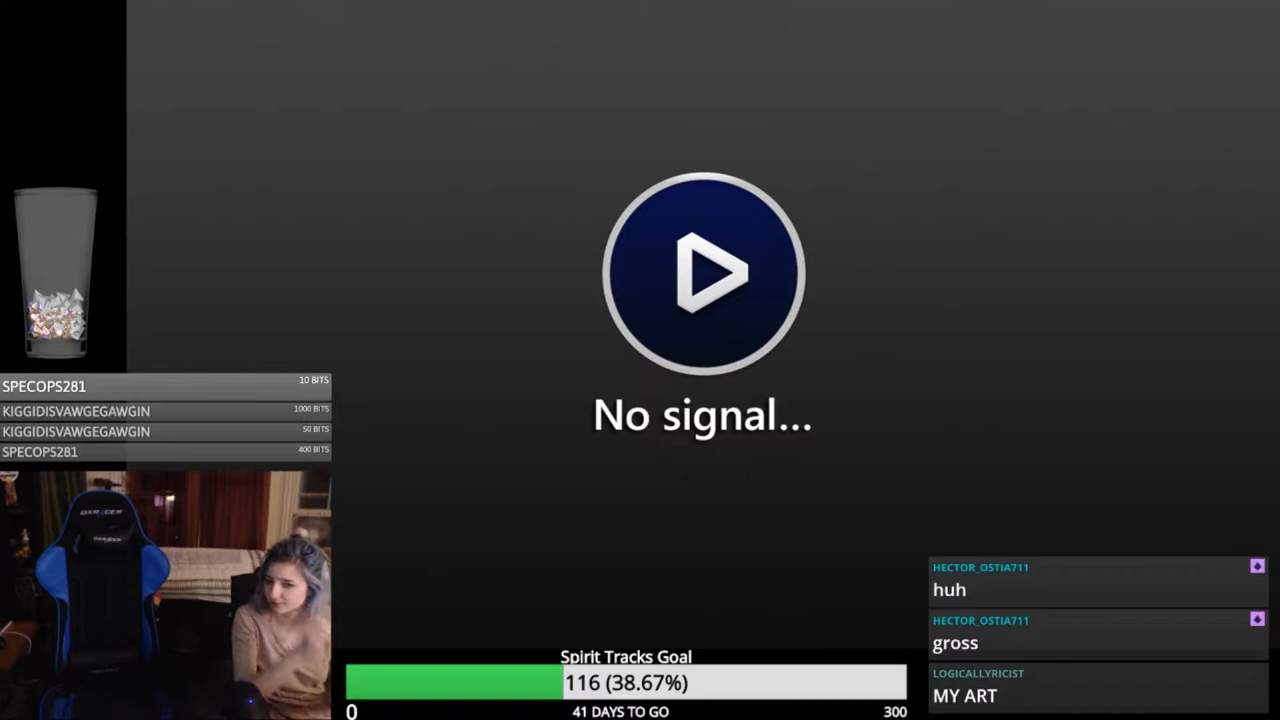 No signal...
SPECOPS281 10 BITS
KIGGIDISVAWGEGAWGIN 1000 BITS
KIGGIDISVAWGEGAWGIN 50 BITS
SPECOPS281 400 BITS
DXRACER
HECTOR_OSTIA711
huh
HECTOR_OSTIA711
gross
LOGICALLYRICIST
MY ART
Spirit Tracks Goal
116 (38.67%)
0 41 DAYS TO GO 300